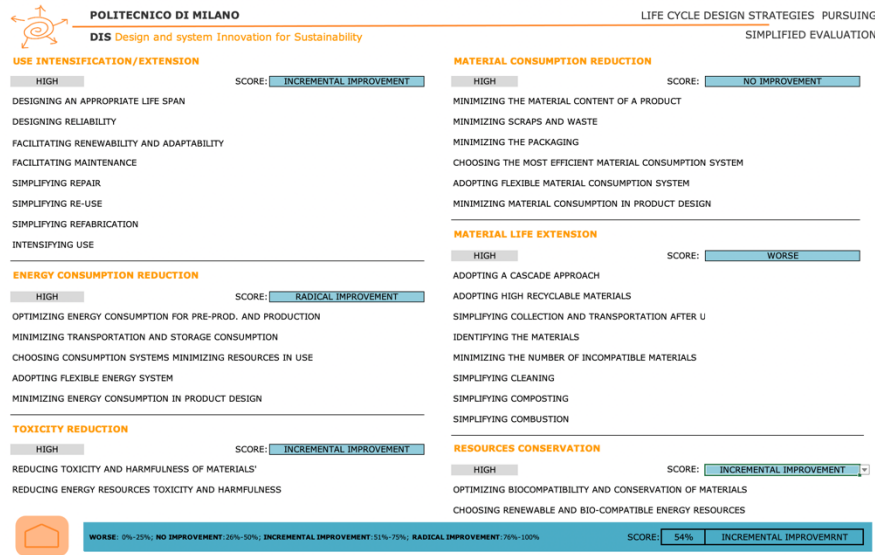 POLITECNICO DI MILANO
LIFE CYCLE DESIGN STRATEGIES PURSUING
DIS Design and system Innovation for Sustainability
SIMPLIFIED EVALUATION
USE INTENSIFICATION/EXTENSION
HIGH SCORE: INCREMENTAL IMPROVEMENT
DESIGNING AN APPROPRIATE LIFE SPAN
DESIGNING RELIABILITY
FACILITATING RENEWABILITY AND ADAPTABILITY
FACILITATING MAINTENANCE
SIMPLIFYING REPAIR
SIMPLIFYING RE-USE
SIMPLIFYING REFABRICATION
INTENSIFYING USE
ENERGY CONSUMPTION REDUCTION
HIGH SCORE: RADICAL IMPROVEMENT
OPTIMIZING ENERGY CONSUMPTION FOR PRE-PROD. AND PRODUCTION
MINIMIZING TRANSPORTATION AND STORAGE CONSUMPTION
CHOOSING CONSUMPTION SYSTEMS MINIMIZING RESOURCES IN USE
ADOPTING FLEXIBLE ENERGY SYSTEM
MINIMIZING ENERGY CONSUMPTION IN PRODUCT DESIGN
TOXICITY REDUCTION
HIGH SCORE: INCREMENTAL IMPROVEMENT
REDUCING TOXICITY AND HARMFULNESS OF MATERIALS'
REDUCING ENERGY RESOURCES TOXICITY AND HARMFULNESS
MATERIAL CONSUMPTION REDUCTION
HIGH SCORE: NO IMPROVEMENT
MINIMIZING THE MATERIAL CONTENT OF A PRODUCT
MINIMIZING SCRAPS AND WASTE
MINIMIZING THE PACKAGING
CHOOSING THE MOST EFFICIENT MATERIAL CONSUMPTION SYSTEM
ADOPTING FLEXIBLE MATERIAL CONSUMPTION SYSTEM
MINIMIZING MATERIAL CONSUMPTION IN PRODUCT DESIGN
MATERIAL LIFE EXTENSION
HIGH SCORE: WORSE
ADOPTING A CASCADE APPROACH
ADOPTING HIGH RECYCLABLE MATERIALS
SIMPLIFYING COLLECTION AND TRANSPORTATION AFTER U
IDENTIFYING THE MATERIALS
MINIMIZING THE NUMBER OF INCOMPATIBLE MATERIALS
SIMPLIFYING CLEANING
SIMPLIFYING COMPOSTING
SIMPLIFYING COMBUSTION
RESOURCES CONSERVATION
HIGH SCORE: INCREMENTAL IMPROVEMENT
OPTIMIZING BIOCOMPATIBILITY AND CONSERVATION OF MATERIALS
CHOOSING RENEWABLE AND BIO-COMPATIBLE ENERGY RESOURCES
WORSE: 0%-25%; NO IMPROVEMENT:26%-50%; INCREMENTAL IMPROVEMENT:51%-75%; RADICAL IMPROVEMENT:76%-100%
SCORE: 54% INCREMENTAL IMPROVEMRNT